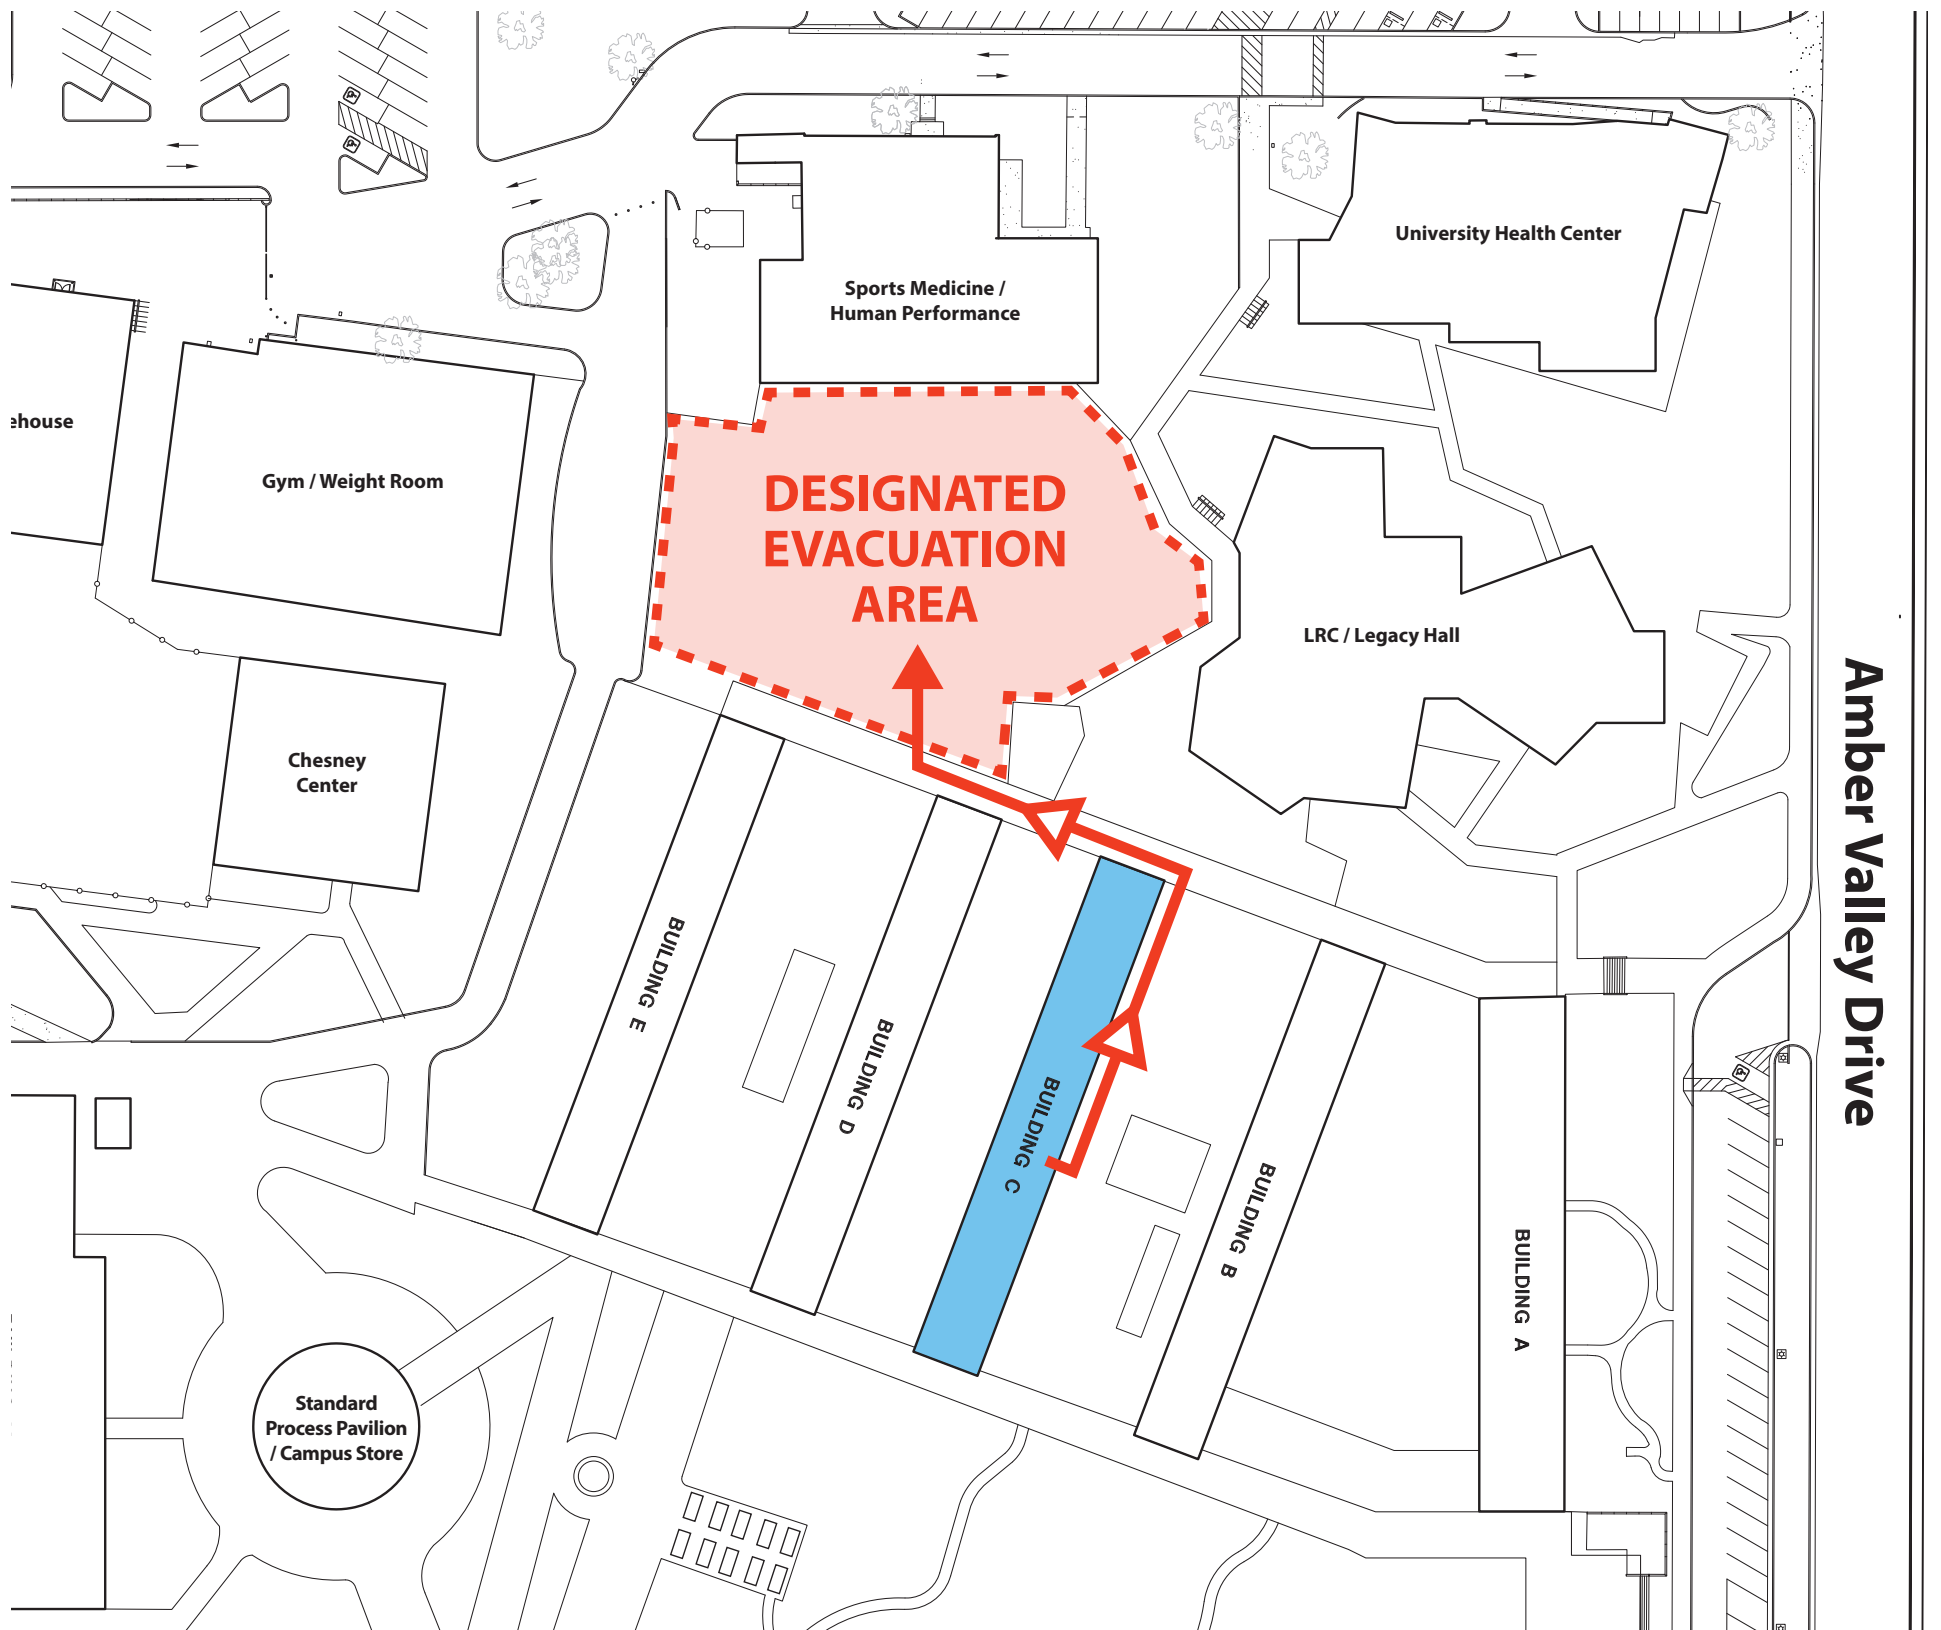 University Health Center
Sports Medicine /
Human Performance
ehouse
Gym / Weight Room
DESIGNATED
EVACUATION
AREA
LRC / Legacy Hall
Amber Valley Drive
Chesney
Center
BUILDING E
BUILDING D
BUILDING C
BUILDING B
BUILDING A
Standard
Process Pavilion
/ Campus Store